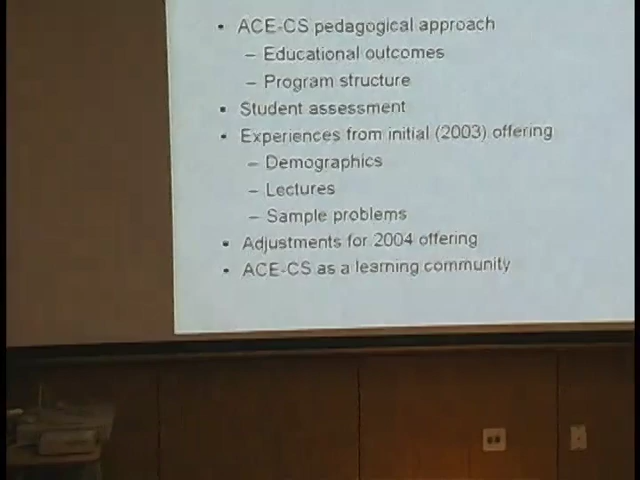 • ACE-CS pedagogical approach
– Educational outcomes
– Program structure
• Student assessment
• Experiences from initial (2003) offering
– Demographics
– Lectures
– Sample problems
• Adjustments for 2004 offering
• ACE-CS as a learning community